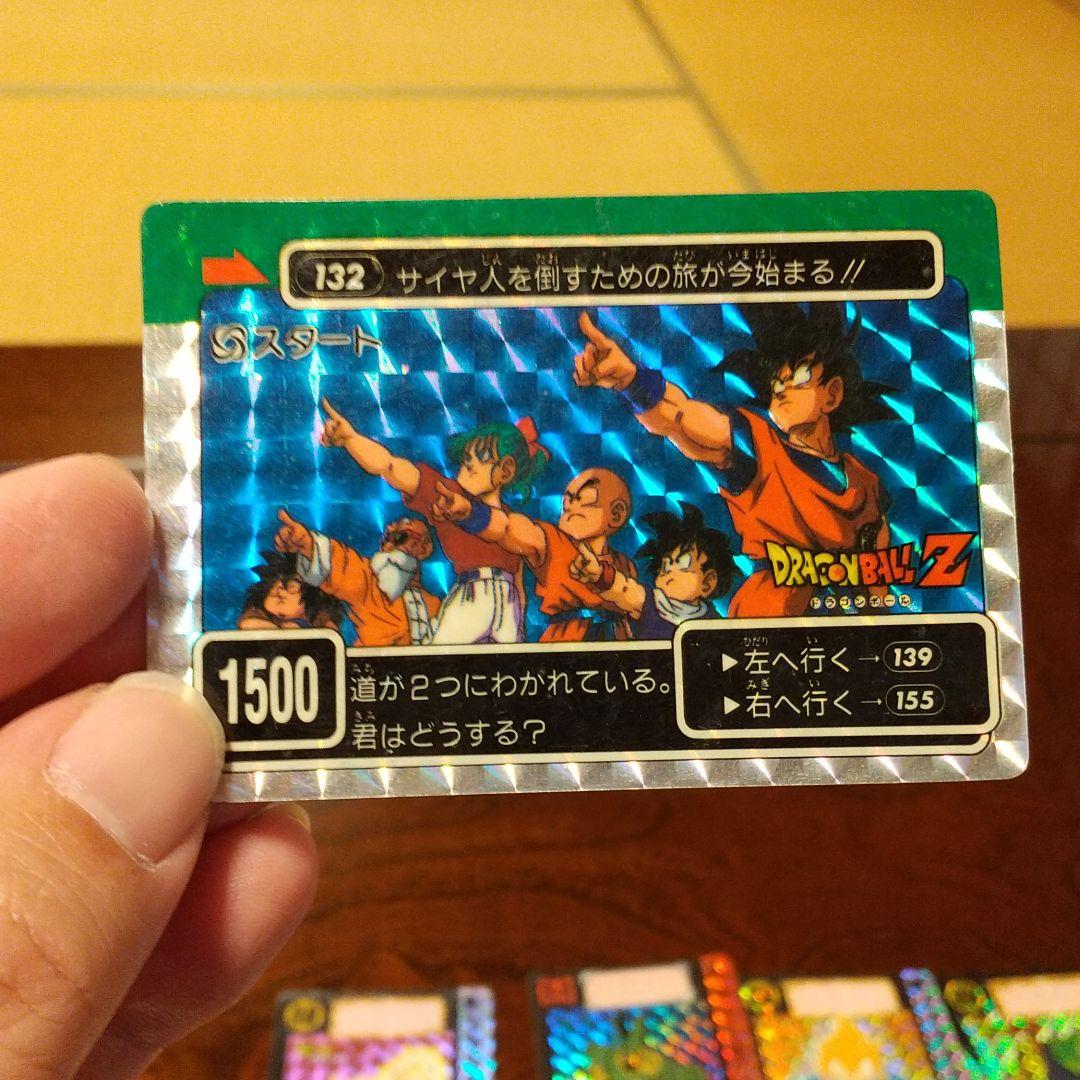 132 サイヤ人を倒すための旅が今始まる!!
スタート
DRAGON BALL Z
ドラゴンボール
1500
道が2つにわかれている。
君はどうする?
▶左へ行く→139
▶右へ行く→155